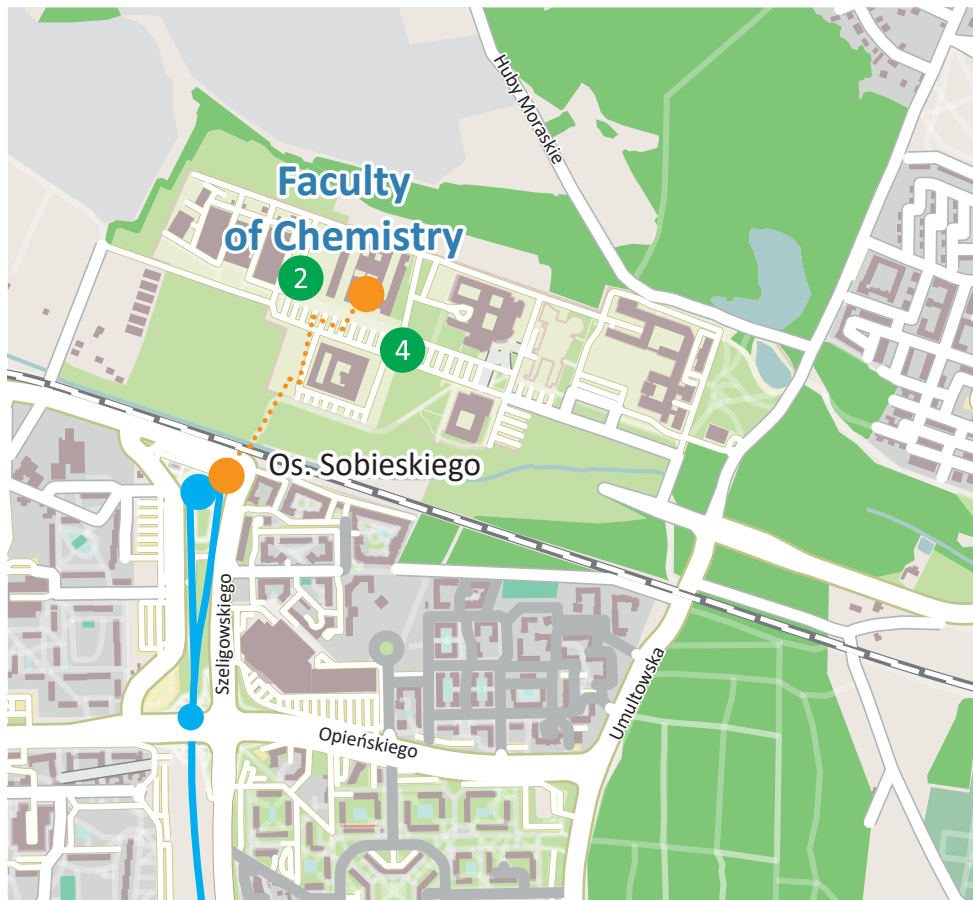 Huby Moraskie
Faculty
of Chemistry
2
4
Os. Sobieskiego
Szeligowskiego
Umultowska
Opieńskiego